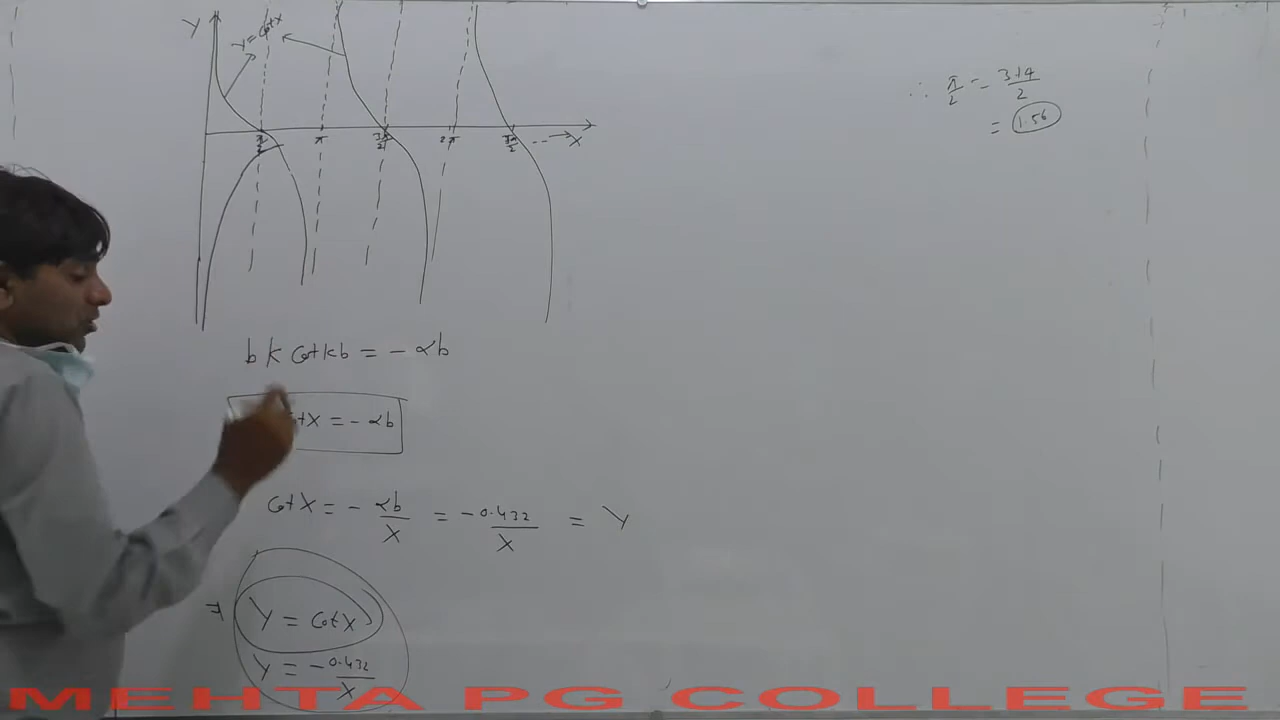 Y
Y = Cot X
π/2 π 3π/2 2π 5π/2 -- → X
∴ π/2 = 3.14/2
= 1.56
b k Cot kb = - αb
= - αb
Cot X = - αb/X = -0.432/X = Y
⇒ Y = Cot X
Y = -0.432/X
MEHTA PG COLLEGE